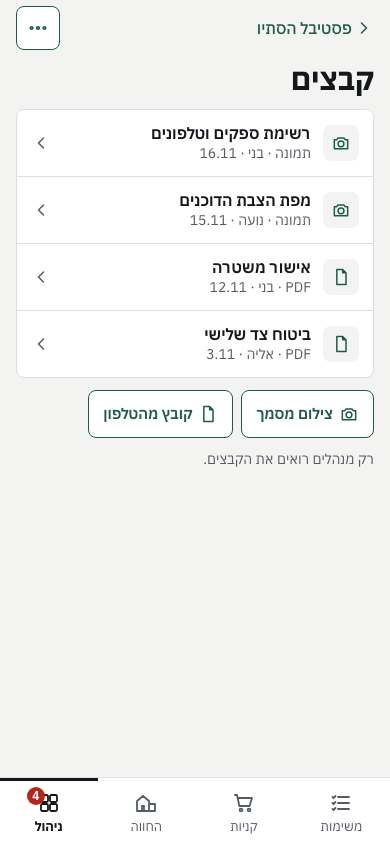 פסטיבל הסתיו
קבצים
רשימת ספקים וטלפונים
תמונה · בני · 16.11
מפת הצבת הדוכנים
תמונה · נועה · 15.11
אישור משטרה
PDF · בני · 12.11
ביטוח צד שלישי
PDF · אליה · 3.11
צילום מסמך
קובץ מהטלפון
רק מנהלים רואים את הקבצים.
משימות
קניות
החווה
4
ניהול